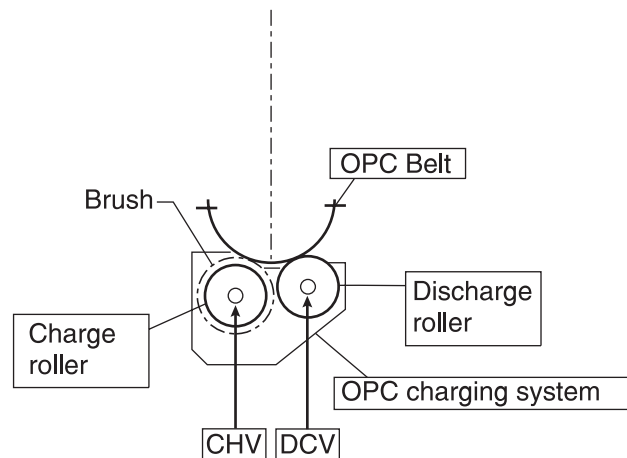 OPC Belt
Brush
Discharge
roller
Charge
roller
OPC charging system
CHV
DCV